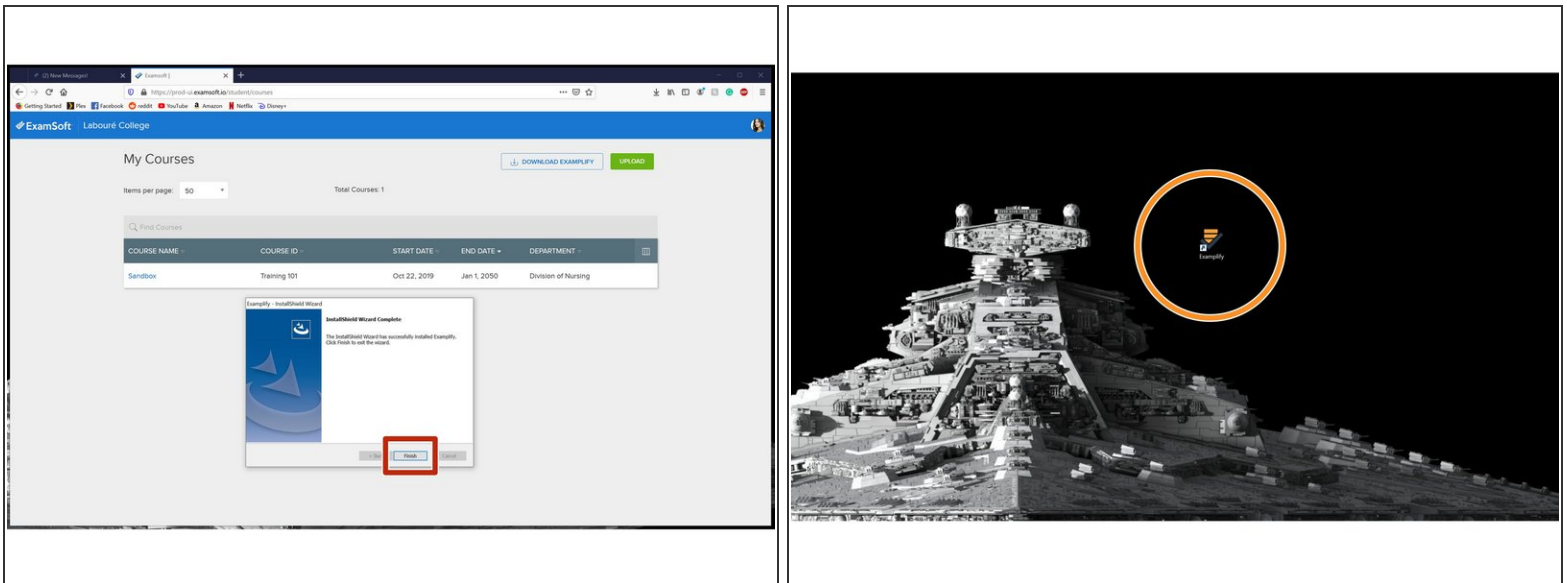 (2) New Messages!
Examsoft |
https://prod-ui.examsoft.io/student/courses
Getting Started Plex Facebook reddit YouTube Amazon Netflix Disney+
ExamSoft Labouré College
My Courses
DOWNLOAD EXAMPLIFY
UPLOAD
Items per page: 50
Total Courses: 1
Find Courses
COURSE NAME COURSE ID START DATE END DATE DEPARTMENT
Sandbox Training 101 Oct 22, 2019 Jan 1, 2050 Division of Nursing
Examplify - InstallShield Wizard
InstallShield Wizard Complete
The InstallShield Wizard has successfully installed Examplify.
Click Finish to exit the wizard.
Finish Cancel
Examplify